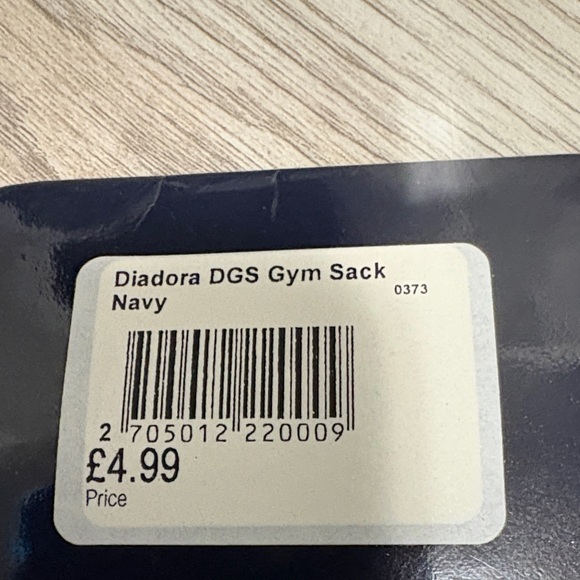 Diadora DGS Gym Sack
Navy
0373
2 705012 220009
£4.99
Price